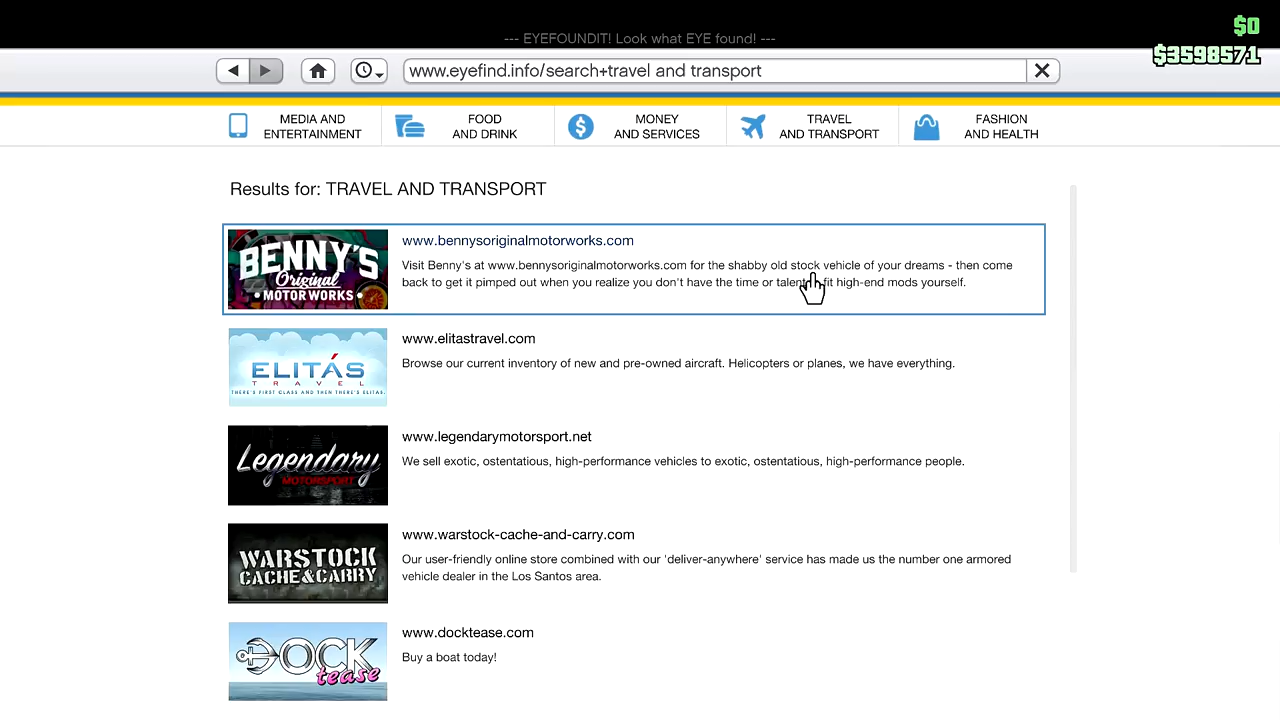 $0
--- EYEFOUNDIT! Look what EYE found! ---
$3598571
www.eyefind.info/search+travel and transport
MEDIA AND
ENTERTAINMENT
FOOD
AND DRINK
MONEY
AND SERVICES
TRAVEL
AND TRANSPORT
FASHION
AND HEALTH
Results for: TRAVEL AND TRANSPORT
BENNY'S
Original
• MOTOR WORKS •
www.bennysoriginalmotorworks.com
Visit Benny's at www.bennysoriginalmotorworks.com for the shabby old stock vehicle of your dreams - then come
back to get it pimped out when you realize you don't have the time or talent fit high-end mods yourself.
ELITÁS
TRAVEL
THERE'S FIRST CLASS AND THEN THERE'S ELITAS.
www.elitastravel.com
Browse our current inventory of new and pre-owned aircraft. Helicopters or planes, we have everything.
Legendary
MOTORSPORT
www.legendarymotorsport.net
We sell exotic, ostentatious, high-performance vehicles to exotic, ostentatious, high-performance people.
WARSTOCK
CACHE & CARRY
www.warstock-cache-and-carry.com
Our user-friendly online store combined with our 'deliver-anywhere' service has made us the number one armored
vehicle dealer in the Los Santos area.
DOCK
tease
www.docktease.com
Buy a boat today!